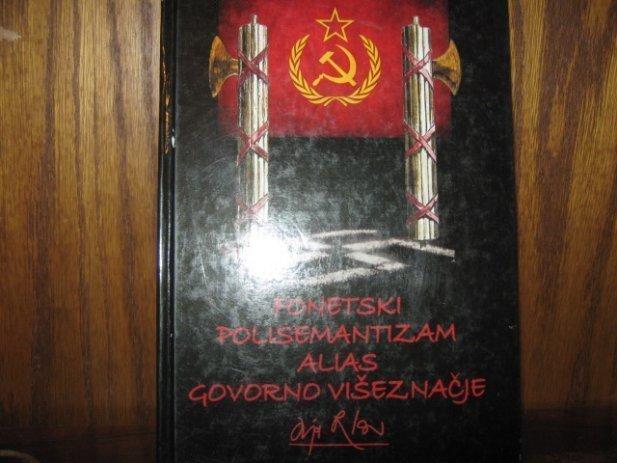 FONETSKI
POLISEMANTIZAM
ALIAS
GOVORNO VIŠEZNAČJE